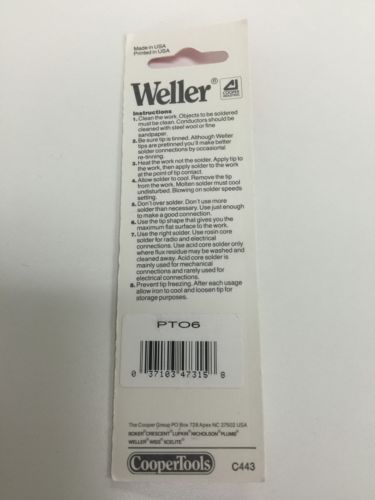 Made in USA
Printed in USA
Weller®
COOPER
Instructions
1. Clean the work. Objects to be soldered
must be clean. Conductors should be
cleaned with steel wool or fine
sandpaper.
2. Be sure tip is tinned. Although Weller
tips are pretinned you'll make better
solder connections by occasional
re-tinning.
3. Heat the work not the solder. Apply tip to
the work, then apply solder to the work
at the point of tip contact.
4. Allow solder to cool. Remove the tip
from the work. Molten solder must cool
undisturbed. Blowing on solder speeds
setting.
5. Don't over solder. Don't use more
solder than necessary. Use just enough
to make a good connection.
6. Use the tip shape that gives you the
maximum flat surface to the work.
7. Use the right solder. Use rosin core
solder for radio and electrical
connections. Use acid core solder only
where flux residue may be washed and
cleaned away. Acid core solder is
mainly used for mechanical
connections and rarely used for
electrical connections.
8. Prevent tip freezing. After each usage
allow iron to cool and loosen tip for
storage purposes.
PTO6
0 37103 47315 8
The Cooper Group PO Box 728 Apex NC 27502 USA
BOKER® CRESCENT® LUFKIN® NICHOLSON® PLUMB®
WELLER® WISS® XCELITE®
CooperTools
C443